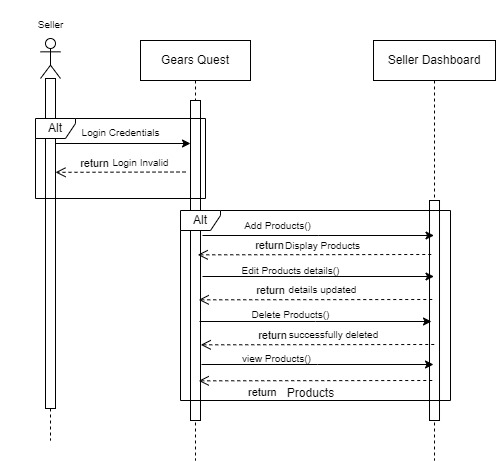 Seller
Gears Quest
Seller Dashboard
Alt
Login Credentials
return Login Invalid
Alt
Add Products()
return Display Products
Edit Products details()
return details updated
Delete Products()
return successfully deleted
view Products()
return Products